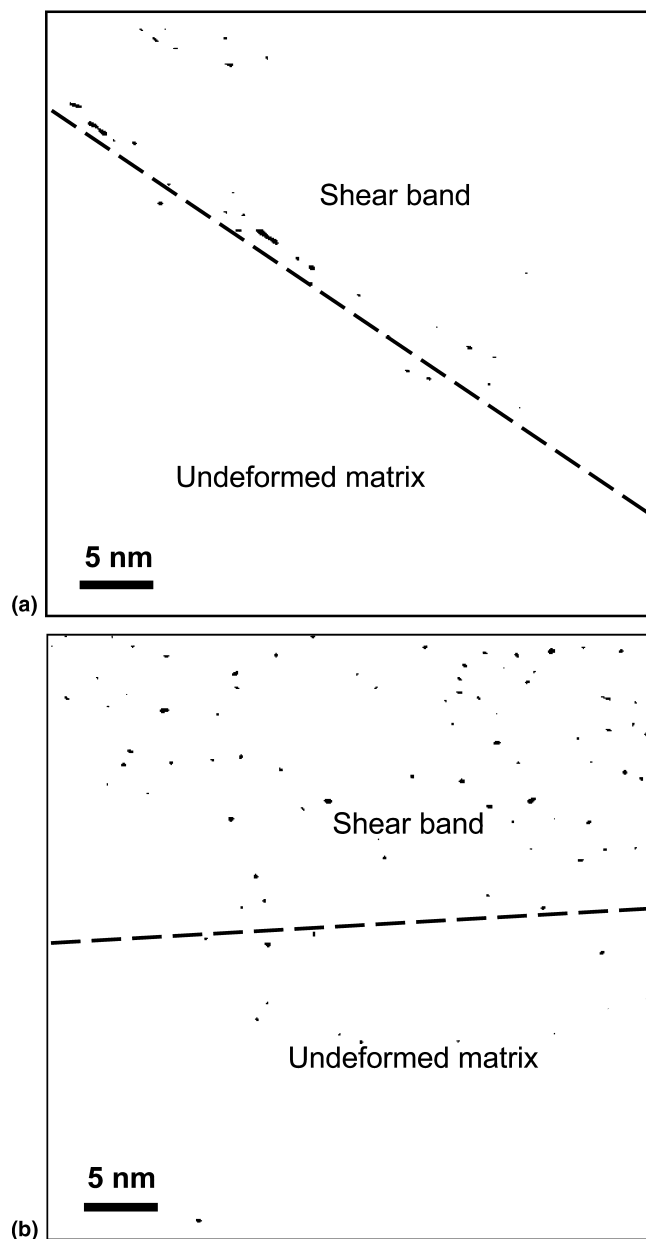 Shear band
Undeformed matrix
5 nm
(a)
Shear band
Undeformed matrix
5 nm
(b)